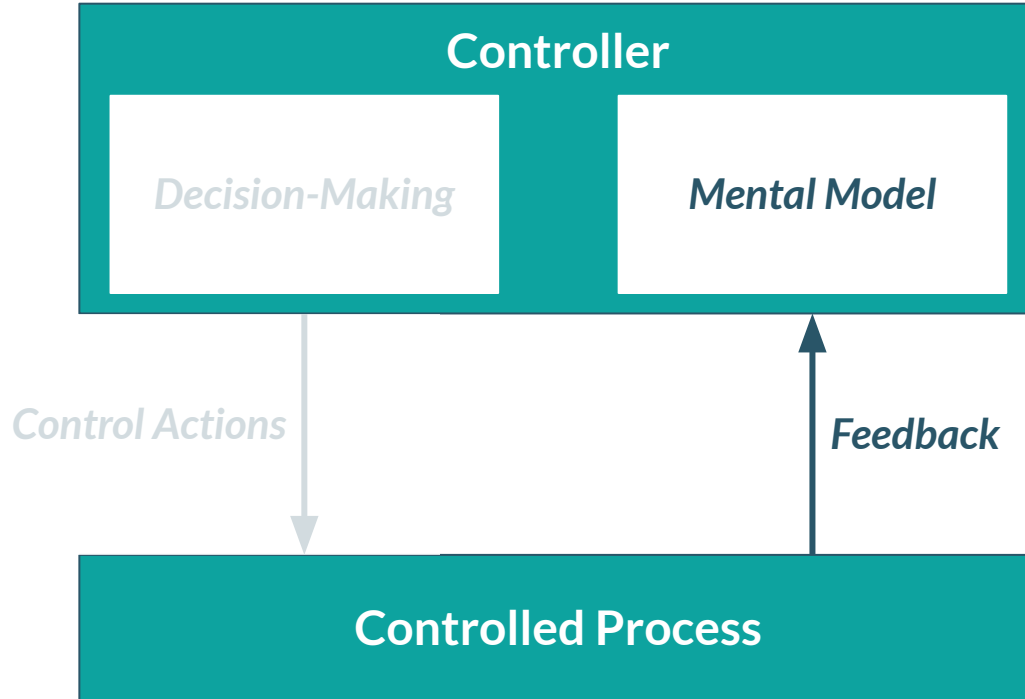 Controller
Decision-Making
Mental Model
Control Actions
Feedback
Controlled Process